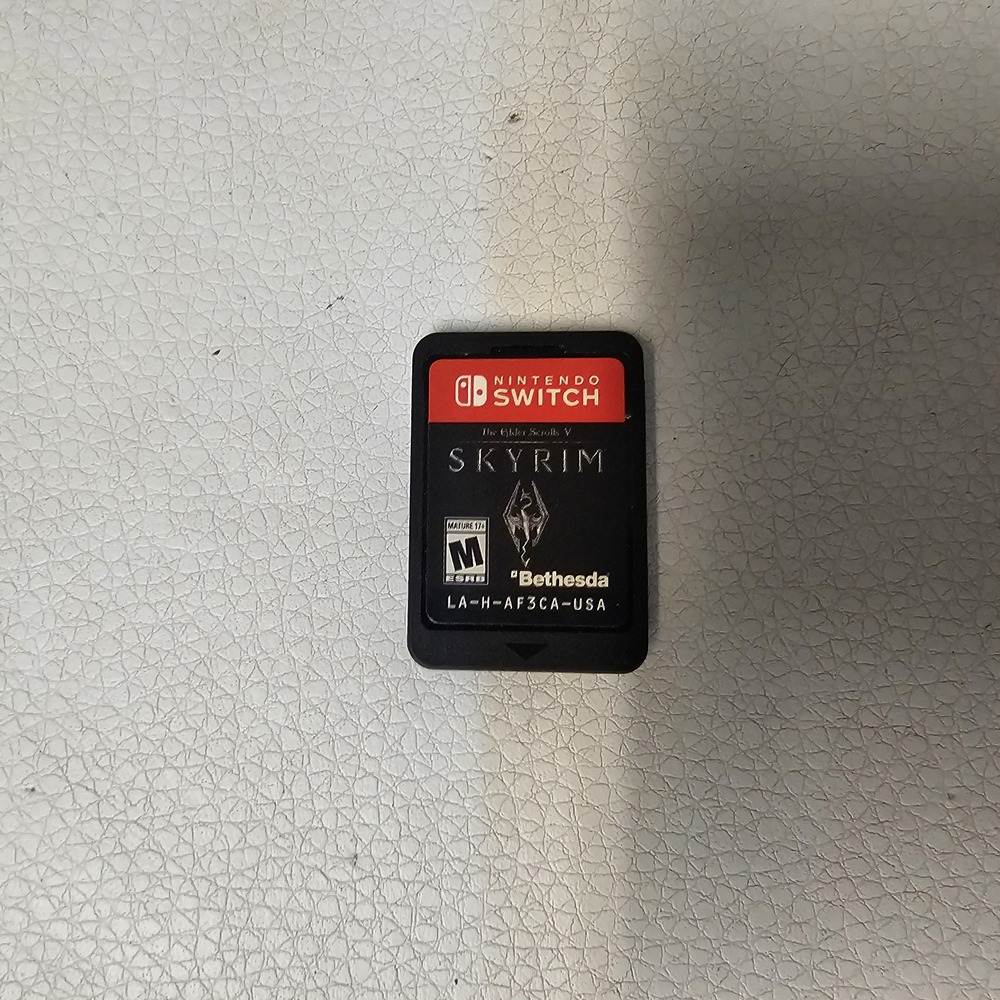 NINTENDO
SWITCH
The Elder Scrolls V
SKYRIM
MATURE 17+
M
ESRB
Bethesda
LA-H-AF3CA-USA